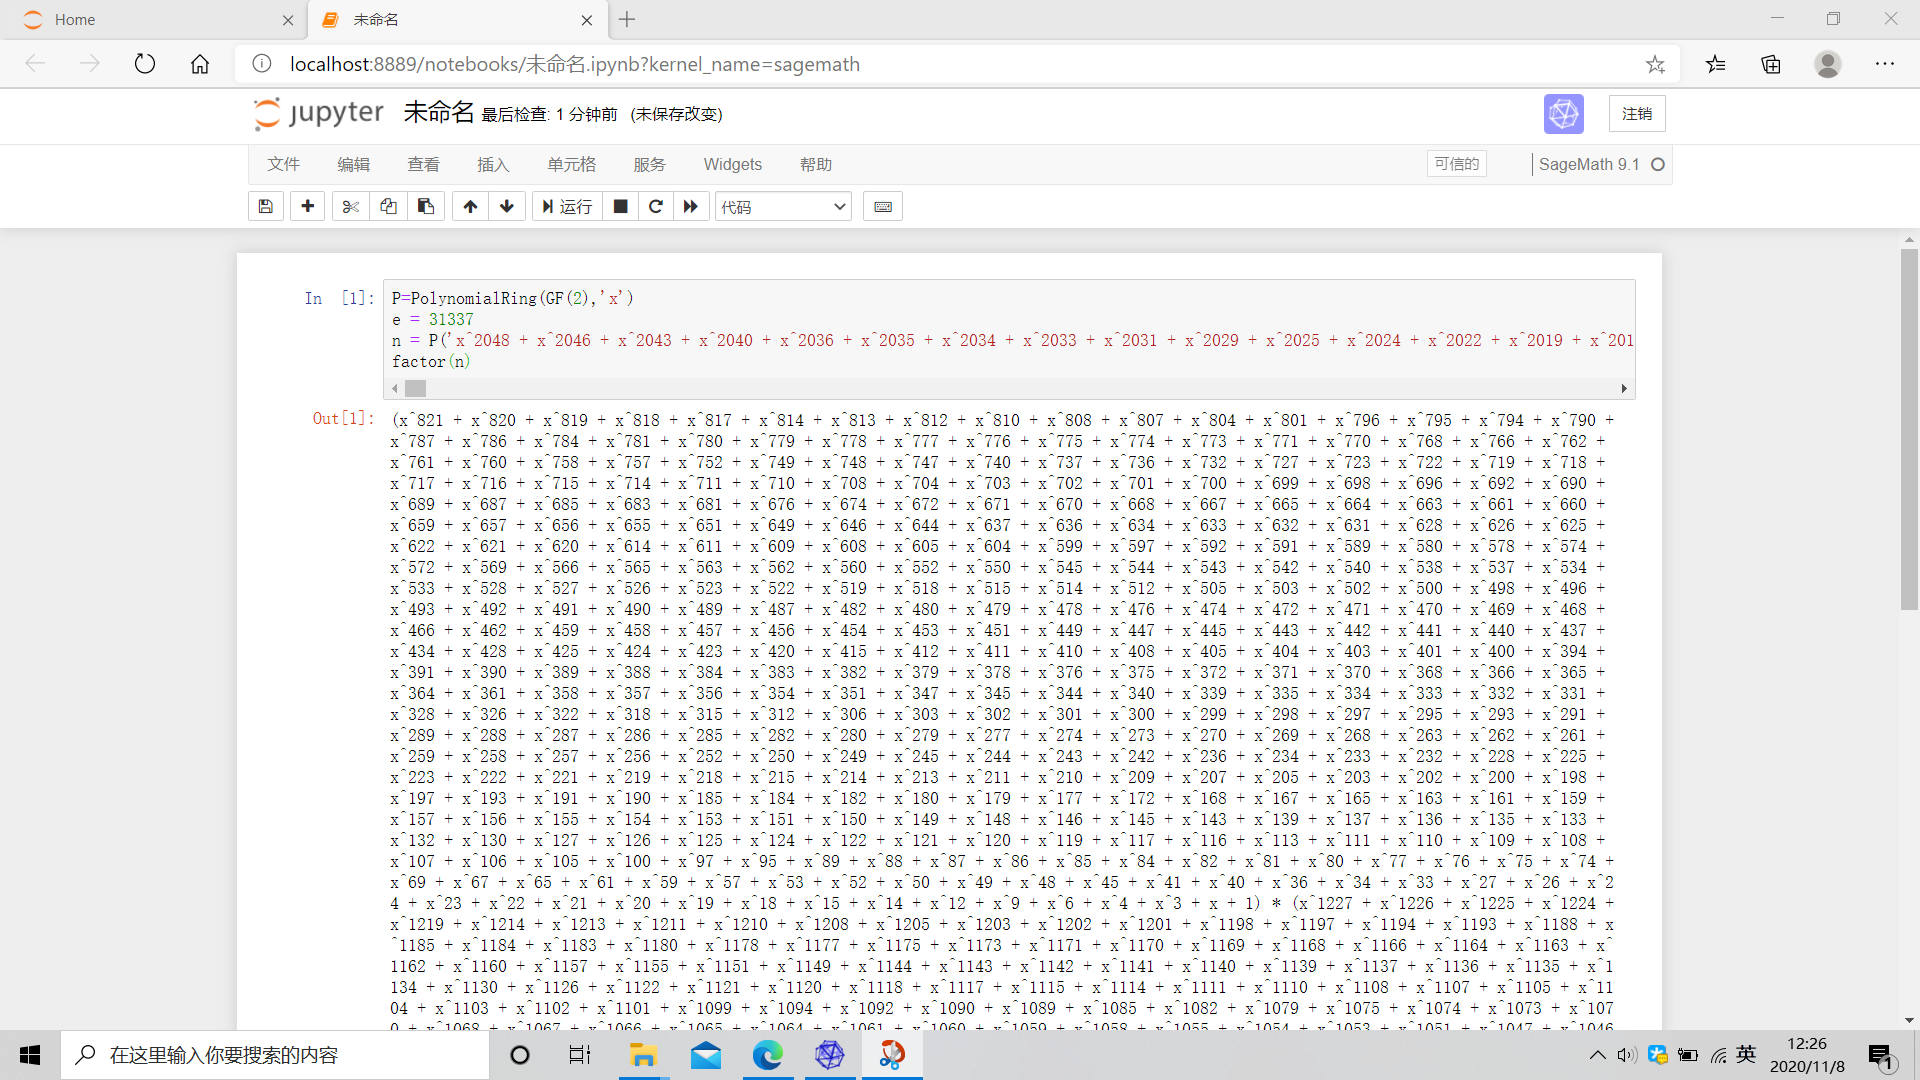 Home
未命名
localhost:8889/notebooks/未命名.ipynb?kernel_name=sagemath
jupyter 未命名 最后检查: 1 分钟前 (未保存改变)
注销
文件 编辑 查看 插入 单元格 服务 Widgets 帮助
可信的
SageMath 9.1
运行
代码
In [1]:
P=PolynomialRing(GF(2),'x')
e = 31337
n = P('x^2048 + x^2046 + x^2043 + x^2040 + x^2036 + x^2035 + x^2034 + x^2033 + x^2031 + x^2029 + x^2025 + x^2024 + x^2022 + x^2019 + x^201
factor(n)
Out[1]:
(x^821 + x^820 + x^819 + x^818 + x^817 + x^814 + x^813 + x^812 + x^810 + x^808 + x^807 + x^804 + x^801 + x^796 + x^795 + x^794 + x^790 +
x^787 + x^786 + x^784 + x^781 + x^780 + x^779 + x^778 + x^777 + x^776 + x^775 + x^774 + x^773 + x^771 + x^770 + x^768 + x^766 + x^762 +
x^761 + x^760 + x^758 + x^757 + x^752 + x^749 + x^748 + x^747 + x^740 + x^737 + x^736 + x^732 + x^727 + x^723 + x^722 + x^719 + x^718 +
x^717 + x^716 + x^715 + x^714 + x^711 + x^710 + x^708 + x^704 + x^703 + x^702 + x^701 + x^700 + x^699 + x^698 + x^696 + x^692 + x^690 +
x^689 + x^687 + x^685 + x^683 + x^681 + x^676 + x^674 + x^672 + x^671 + x^670 + x^668 + x^667 + x^665 + x^664 + x^663 + x^661 + x^660 +
x^659 + x^657 + x^656 + x^655 + x^651 + x^649 + x^646 + x^644 + x^637 + x^636 + x^634 + x^633 + x^632 + x^631 + x^628 + x^626 + x^625 +
x^622 + x^621 + x^620 + x^614 + x^611 + x^609 + x^608 + x^605 + x^604 + x^599 + x^597 + x^592 + x^591 + x^589 + x^580 + x^578 + x^574 +
x^572 + x^569 + x^566 + x^565 + x^563 + x^562 + x^560 + x^552 + x^550 + x^545 + x^544 + x^543 + x^542 + x^540 + x^538 + x^537 + x^534 +
x^533 + x^528 + x^527 + x^526 + x^523 + x^522 + x^519 + x^518 + x^515 + x^514 + x^512 + x^505 + x^503 + x^502 + x^500 + x^498 + x^496 +
x^493 + x^492 + x^491 + x^490 + x^489 + x^487 + x^482 + x^480 + x^479 + x^478 + x^476 + x^474 + x^472 + x^471 + x^470 + x^469 + x^468 +
x^466 + x^462 + x^459 + x^458 + x^457 + x^456 + x^454 + x^453 + x^451 + x^449 + x^447 + x^445 + x^443 + x^442 + x^441 + x^440 + x^437 +
x^434 + x^428 + x^425 + x^424 + x^423 + x^420 + x^415 + x^412 + x^411 + x^410 + x^408 + x^405 + x^404 + x^403 + x^401 + x^400 + x^394 +
x^391 + x^390 + x^389 + x^388 + x^384 + x^383 + x^382 + x^379 + x^378 + x^376 + x^375 + x^372 + x^371 + x^370 + x^368 + x^366 + x^365 +
x^364 + x^361 + x^358 + x^357 + x^356 + x^354 + x^351 + x^347 + x^345 + x^344 + x^340 + x^339 + x^335 + x^334 + x^333 + x^332 + x^331 +
x^328 + x^326 + x^322 + x^318 + x^315 + x^312 + x^306 + x^303 + x^302 + x^301 + x^300 + x^299 + x^298 + x^297 + x^295 + x^293 + x^291 +
x^289 + x^288 + x^287 + x^286 + x^285 + x^282 + x^280 + x^279 + x^277 + x^274 + x^273 + x^270 + x^269 + x^268 + x^263 + x^262 + x^261 +
x^259 + x^258 + x^257 + x^256 + x^252 + x^250 + x^249 + x^245 + x^244 + x^243 + x^242 + x^236 + x^234 + x^233 + x^232 + x^228 + x^225 +
x^223 + x^222 + x^221 + x^219 + x^218 + x^215 + x^214 + x^213 + x^211 + x^210 + x^209 + x^207 + x^205 + x^203 + x^202 + x^200 + x^198 +
x^197 + x^193 + x^191 + x^190 + x^185 + x^184 + x^182 + x^180 + x^179 + x^177 + x^172 + x^168 + x^167 + x^165 + x^163 + x^161 + x^159 +
x^157 + x^156 + x^155 + x^154 + x^153 + x^151 + x^150 + x^149 + x^148 + x^146 + x^145 + x^143 + x^139 + x^137 + x^136 + x^135 + x^133 +
x^132 + x^130 + x^127 + x^126 + x^125 + x^124 + x^122 + x^121 + x^120 + x^119 + x^117 + x^116 + x^113 + x^111 + x^110 + x^109 + x^108 +
x^107 + x^106 + x^105 + x^100 + x^97 + x^95 + x^89 + x^88 + x^87 + x^86 + x^85 + x^84 + x^82 + x^81 + x^80 + x^77 + x^76 + x^75 + x^74 +
x^69 + x^67 + x^65 + x^61 + x^59 + x^57 + x^53 + x^52 + x^50 + x^49 + x^48 + x^45 + x^41 + x^40 + x^36 + x^34 + x^33 + x^27 + x^26 + x^2
4 + x^23 + x^22 + x^21 + x^20 + x^19 + x^18 + x^15 + x^14 + x^12 + x^9 + x^6 + x^4 + x^3 + x + 1) * (x^1227 + x^1226 + x^1225 + x^1224 +
x^1219 + x^1214 + x^1213 + x^1211 + x^1210 + x^1208 + x^1205 + x^1203 + x^1202 + x^1201 + x^1198 + x^1197 + x^1194 + x^1193 + x^1188 + x
^1185 + x^1184 + x^1183 + x^1180 + x^1178 + x^1177 + x^1175 + x^1173 + x^1171 + x^1170 + x^1169 + x^1168 + x^1166 + x^1164 + x^1163 + x^
1162 + x^1160 + x^1157 + x^1155 + x^1151 + x^1149 + x^1144 + x^1143 + x^1142 + x^1141 + x^1140 + x^1139 + x^1137 + x^1136 + x^1135 + x^1
134 + x^1130 + x^1126 + x^1122 + x^1121 + x^1120 + x^1118 + x^1117 + x^1115 + x^1114 + x^1111 + x^1110 + x^1108 + x^1107 + x^1105 + x^11
04 + x^1103 + x^1102 + x^1101 + x^1099 + x^1094 + x^1092 + x^1090 + x^1089 + x^1085 + x^1082 + x^1079 + x^1075 + x^1074 + x^1073 + x^107
0 + x^1068 + x^1067 + x^1066 + x^1065 + x^1064 + x^1061 + x^1060 + x^1059 + x^1058 + x^1055 + x^1054 + x^1053 + x^1051 + x^1047 + x^1046
在这里输入你要搜索的内容
英
12:26
2020/11/8
1